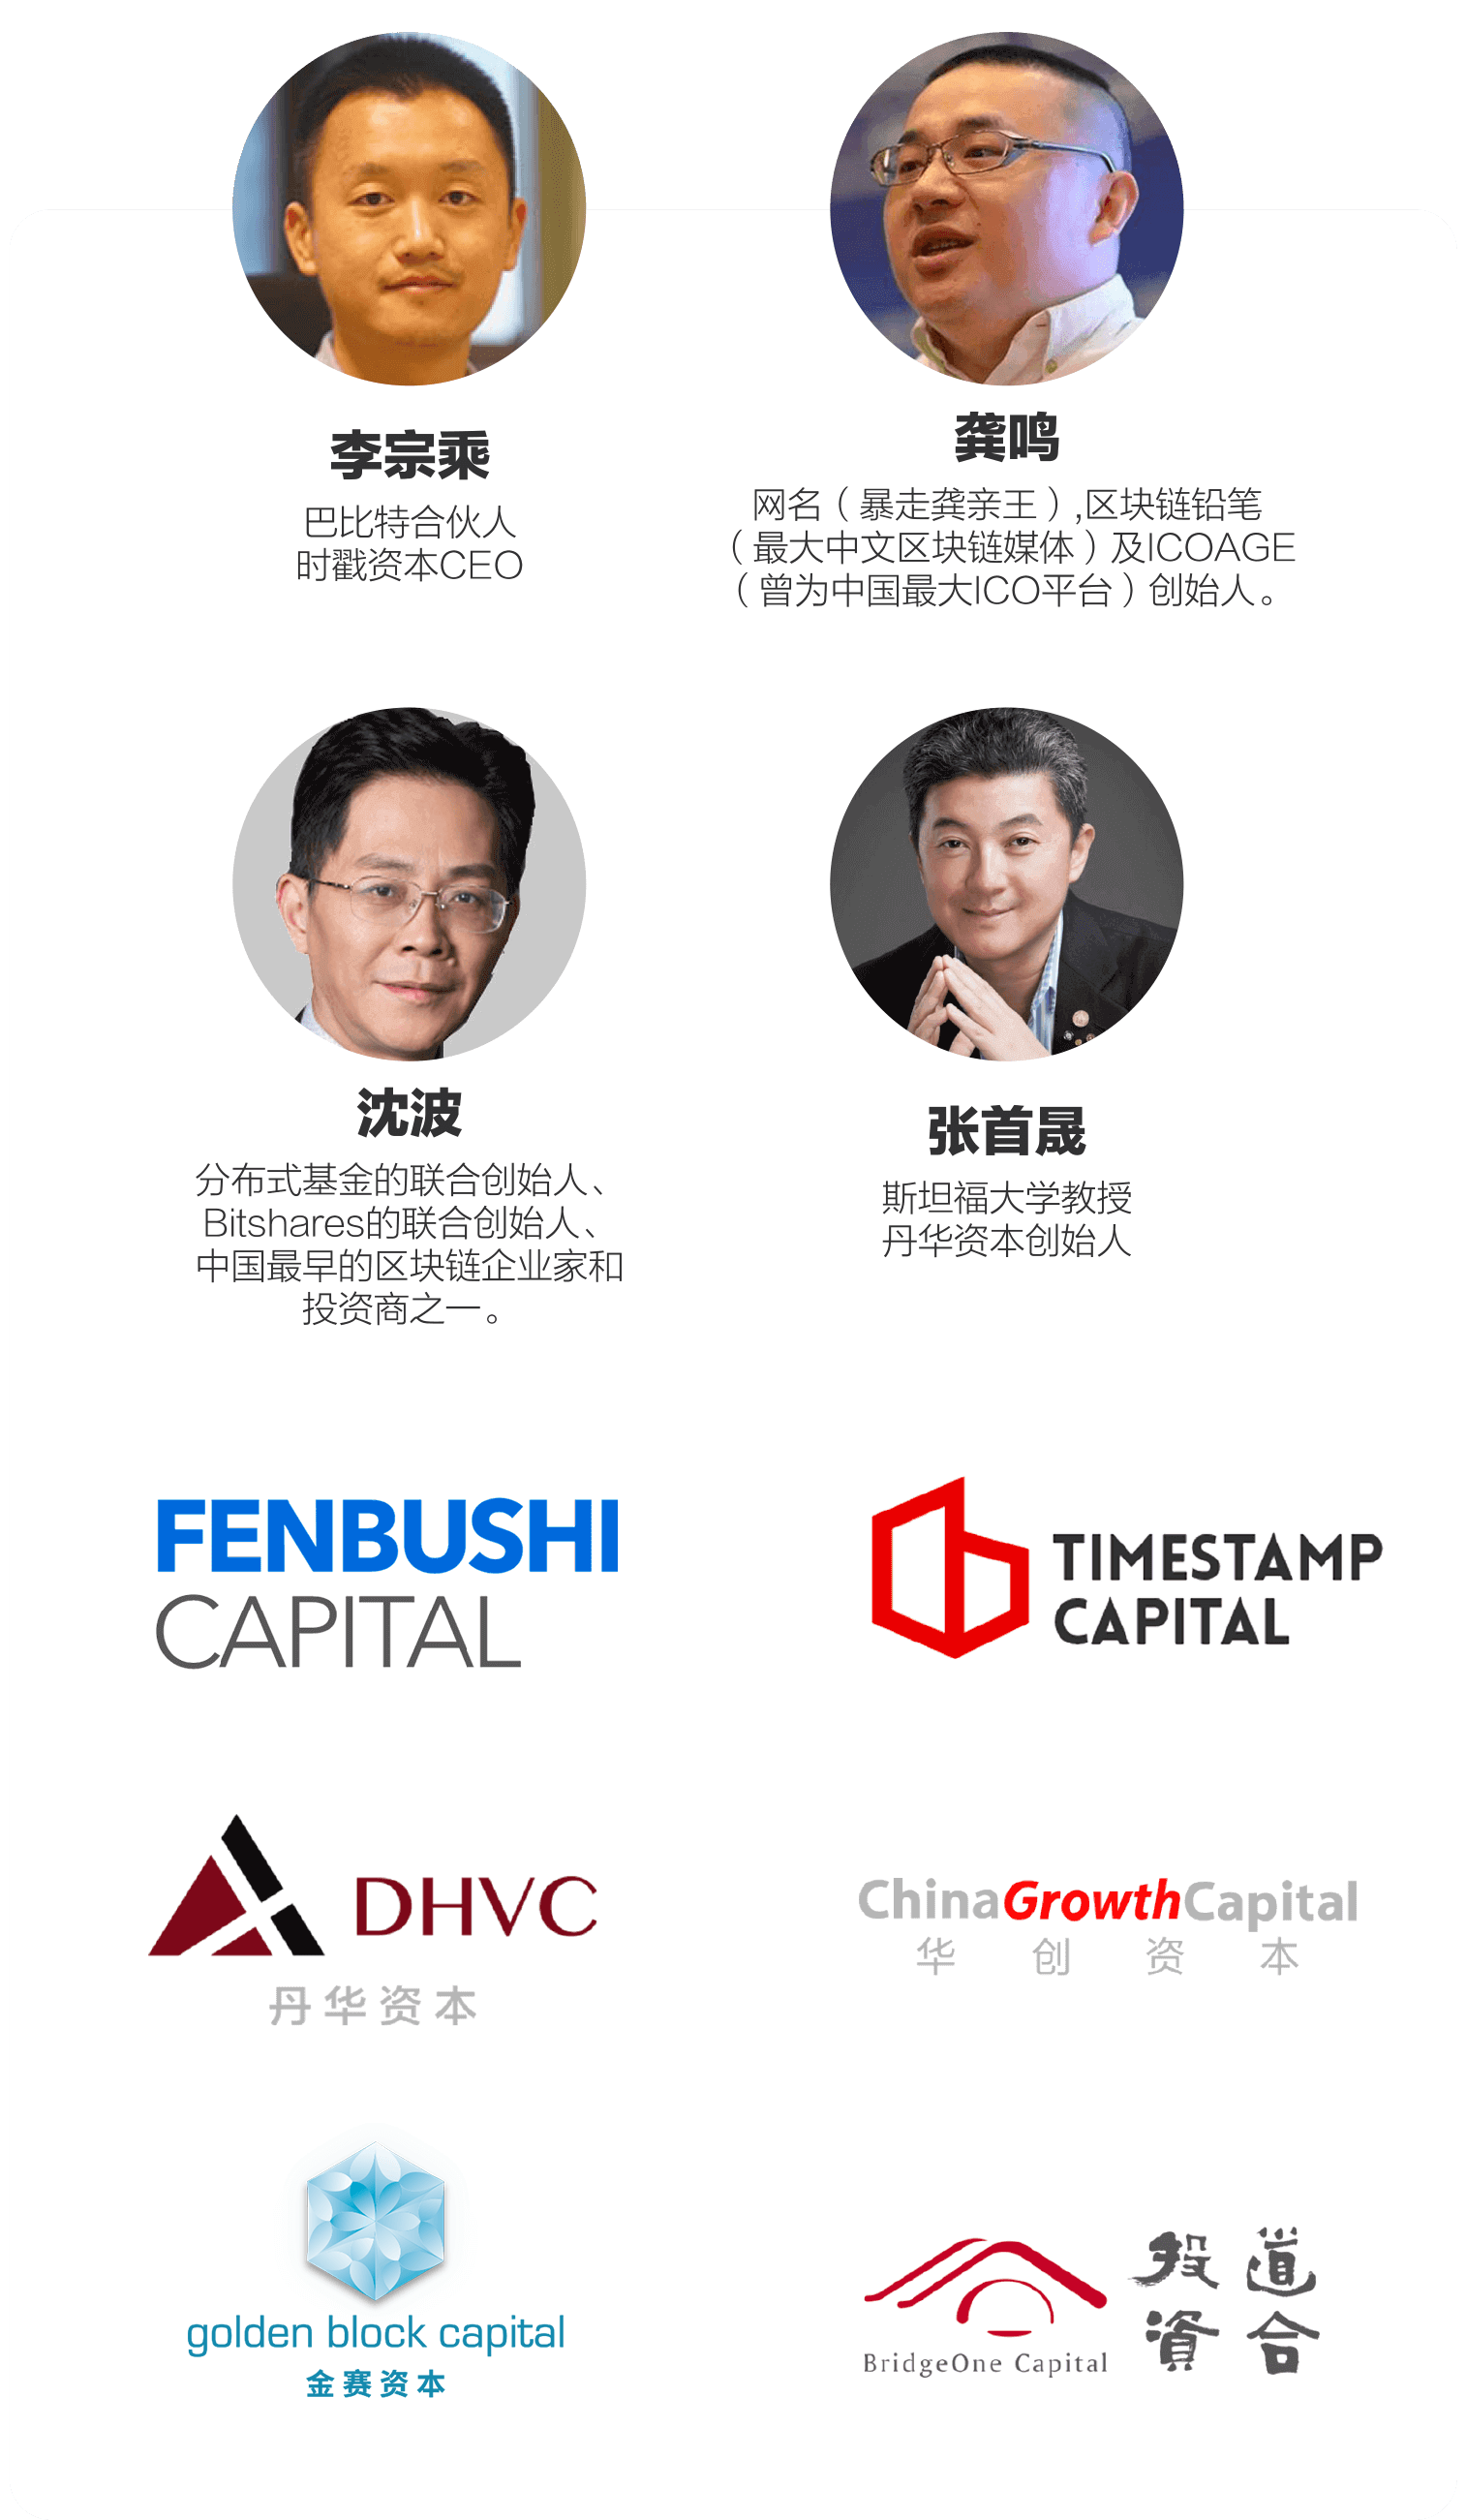 李宗乘
巴比特合伙人
时戳资本CEO
龚鸣
网名（暴走龚亲王）,区块链铅笔
（最大中文区块链媒体）及ICOAGE
（曾为中国最大ICO平台）创始人。
沈波
分布式基金的联合创始人、
Bitshares的联合创始人、
中国最早的区块链企业家和
投资商之一。
张首晟
斯坦福大学教授
丹华资本创始人
FENBUSHI
CAPITAL
TIMESTAMP
CAPITAL
DHVC
丹华资本
ChinaGrowthCapital
华创资本
golden block capital
金赛资本
BridgeOne Capital
道合
投資